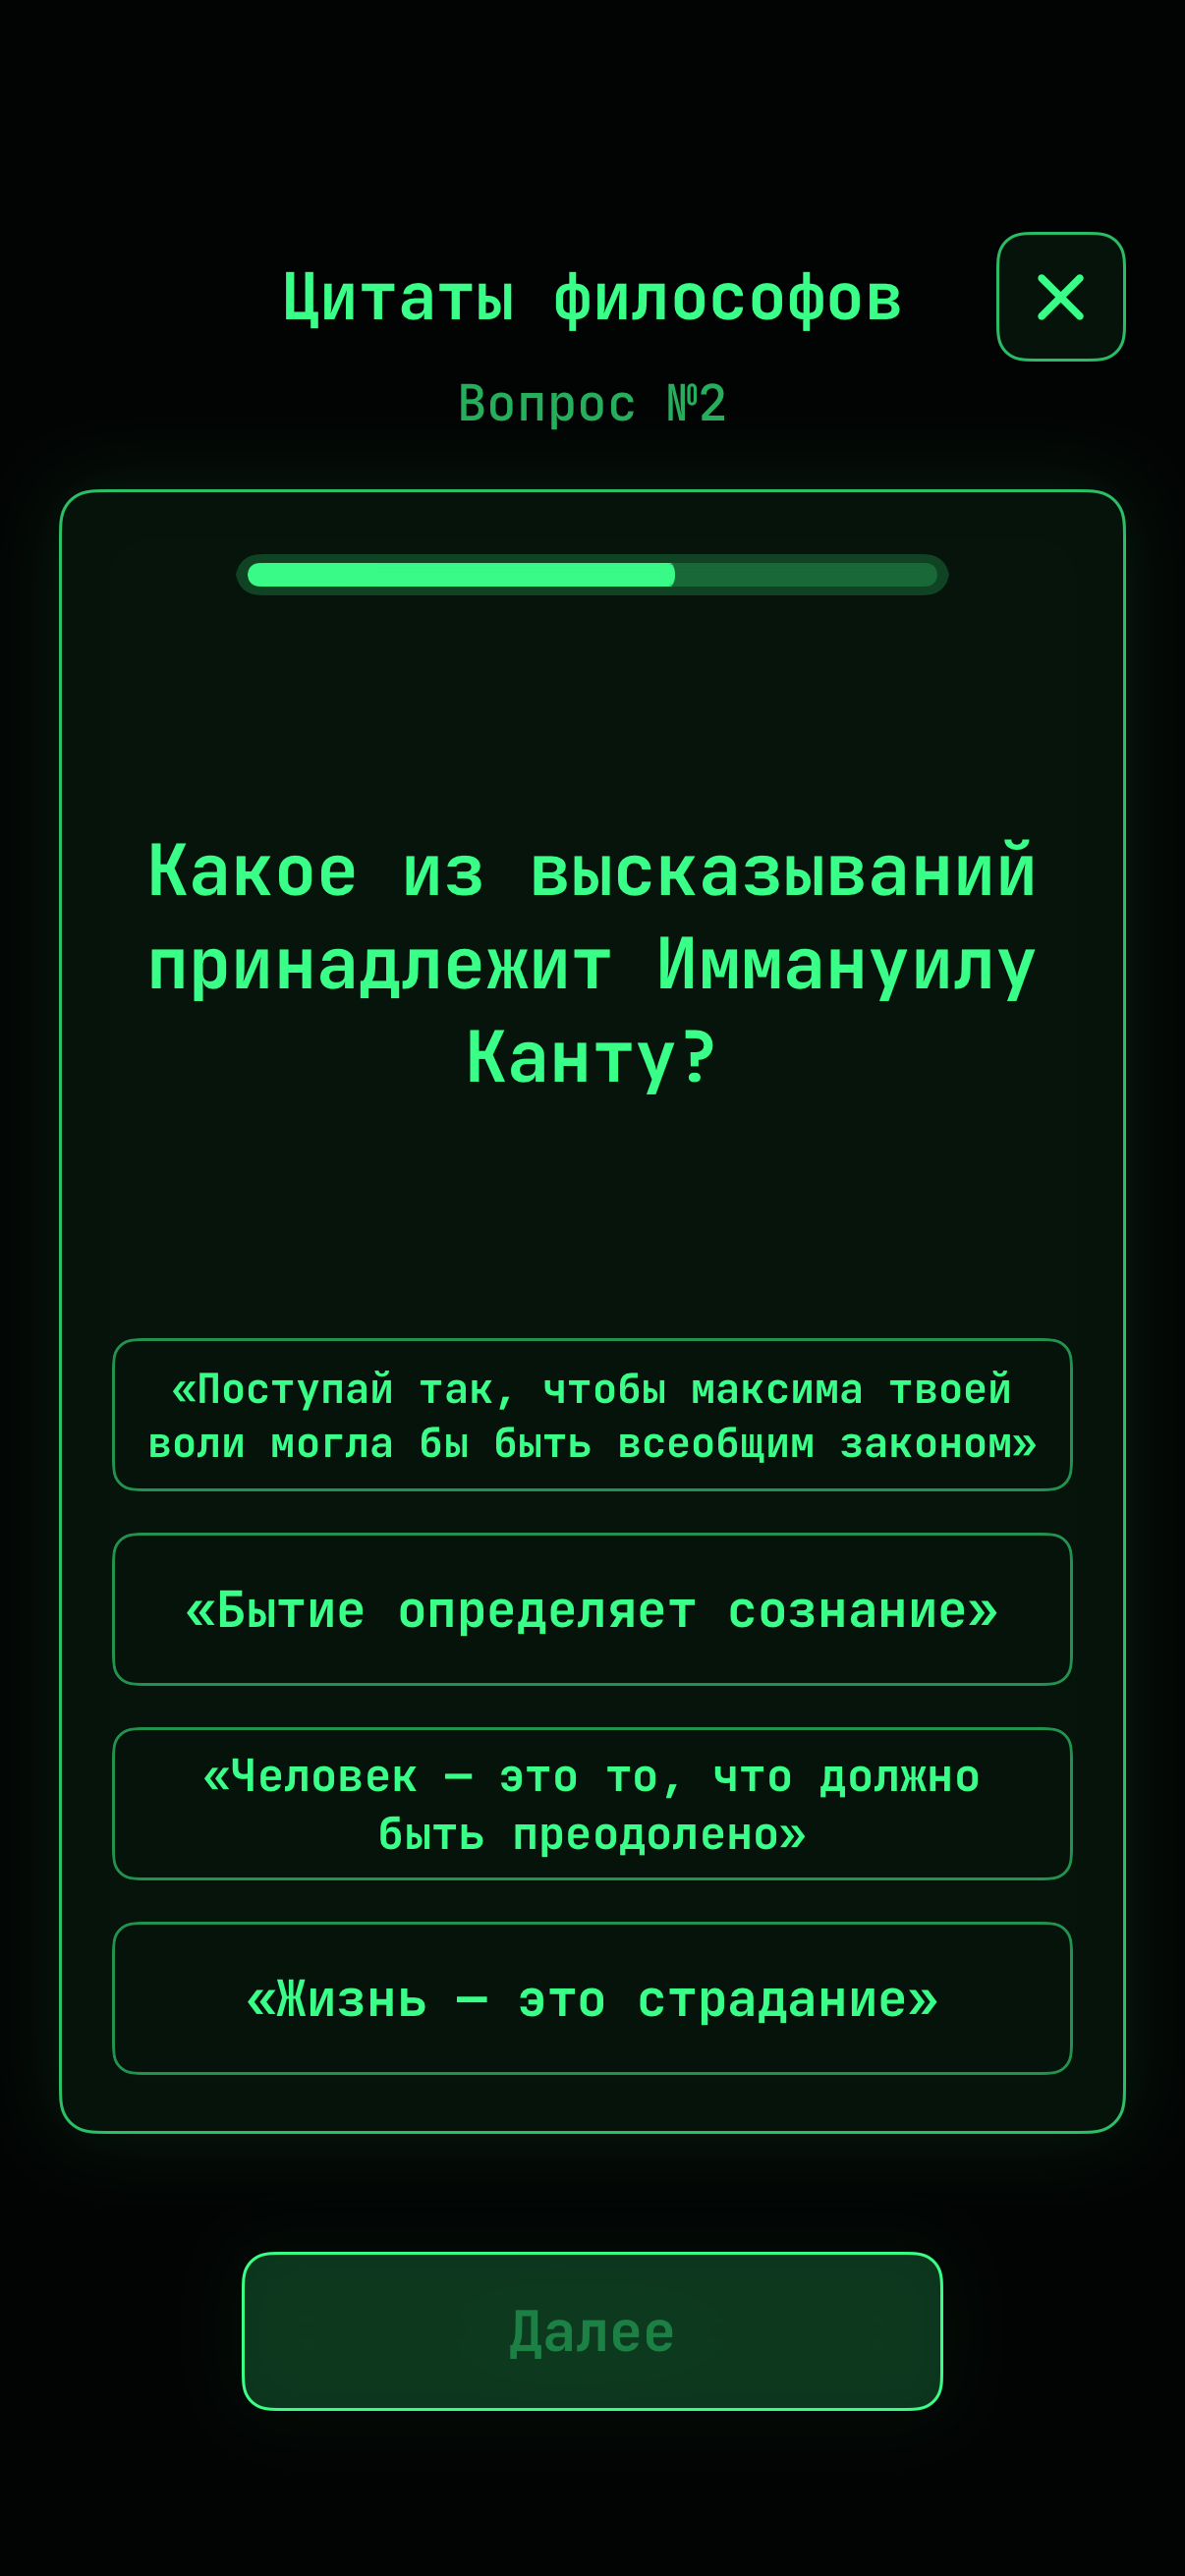 Цитаты философов
Вопрос №2
Какое из высказываний
принадлежит Иммануилу
Канту?
«Поступай так, чтобы максима твоей
воли могла бы быть всеобщим законом»
«Бытие определяет сознание»
«Человек — это то, что должно
быть преодолено»
«Жизнь — это страдание»
Далее